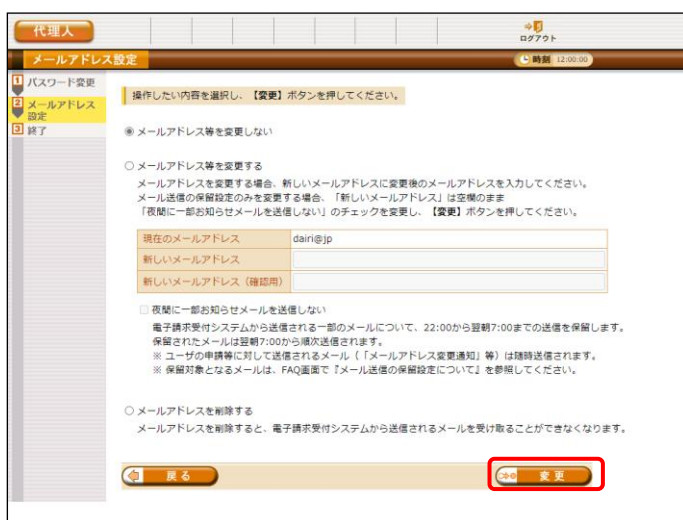 代理人
ログアウト
メールアドレス設定
時刻 12:00:00
1 パスワード変更
2 メールアドレス
設定
3 終了
操作したい内容を選択し、【変更】ボタンを押してください。
メールアドレス等を変更しない
メールアドレス等を変更する
メールアドレスを変更する場合、新しいメールアドレスに変更後のメールアドレスを入力してください。
メール送信の保留設定のみを変更する場合、「新しいメールアドレス」は空欄のまま
「夜間に一部お知らせメールを送信しない」のチェックを変更し、【変更】ボタンを押してください。
現在のメールアドレス dairi@jp
新しいメールアドレス
新しいメールアドレス（確認用）
夜間に一部お知らせメールを送信しない
電子請求受付システムから送信される一部のメールについて、22:00から翌朝7:00までの送信を保留します。
保留されたメールは翌朝7:00から順次送信されます。
※ ユーザの申請等に対して送信されるメール（「メールアドレス変更通知」等）は随時送信されます。
※ 保留対象となるメールは、FAQ画面で『メール送信の保留設定について』を参照してください。
メールアドレスを削除する
メールアドレスを削除すると、電子請求受付システムから送信されるメールを受け取ることができなくなります。
戻る
変更